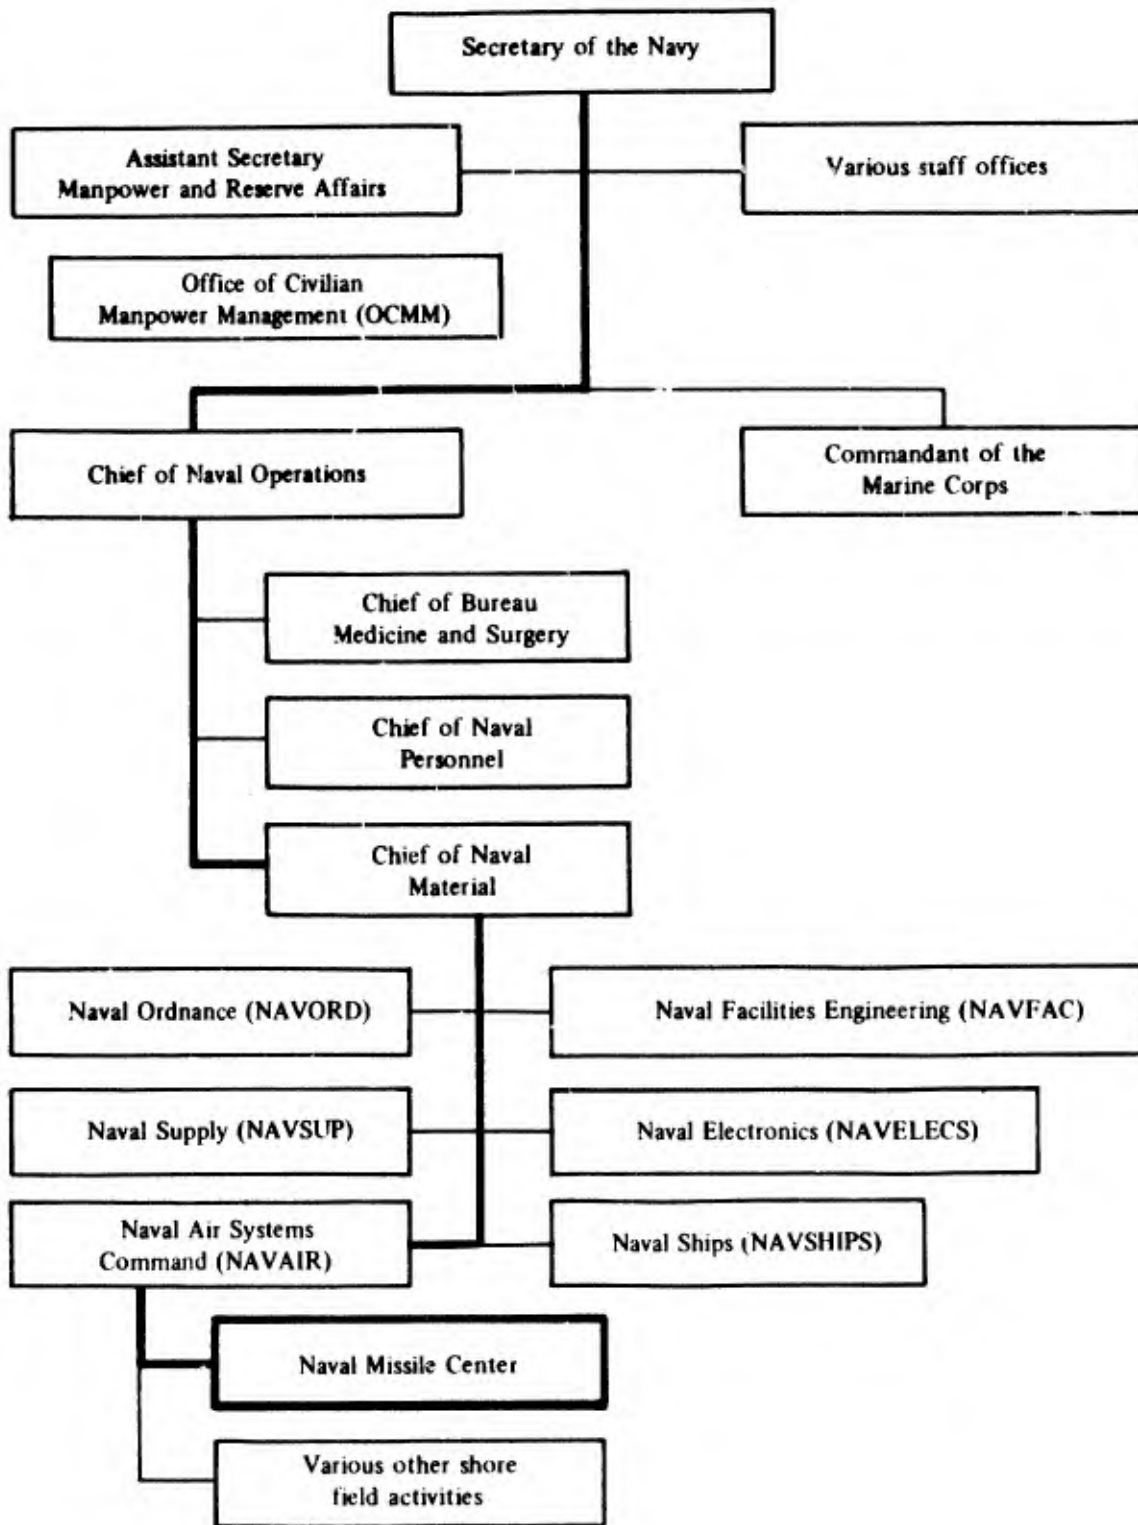 Secretary of the Navy
Assistant Secretary
Manpower and Reserve Affairs
Various staff offices
Office of Civilian
Manpower Management (OCMM)
Chief of Naval Operations
Commandant of the
Marine Corps
Chief of Bureau
Medicine and Surgery
Chief of Naval
Personnel
Chief of Naval
Material
Naval Ordnance (NAVORD)
Naval Facilities Engineering (NAVFAC)
Naval Supply (NAVSUP)
Naval Electronics (NAVELECS)
Naval Air Systems
Command (NAVAIR)
Naval Ships (NAVSHIPS)
Naval Missile Center
Various other shore
field activities